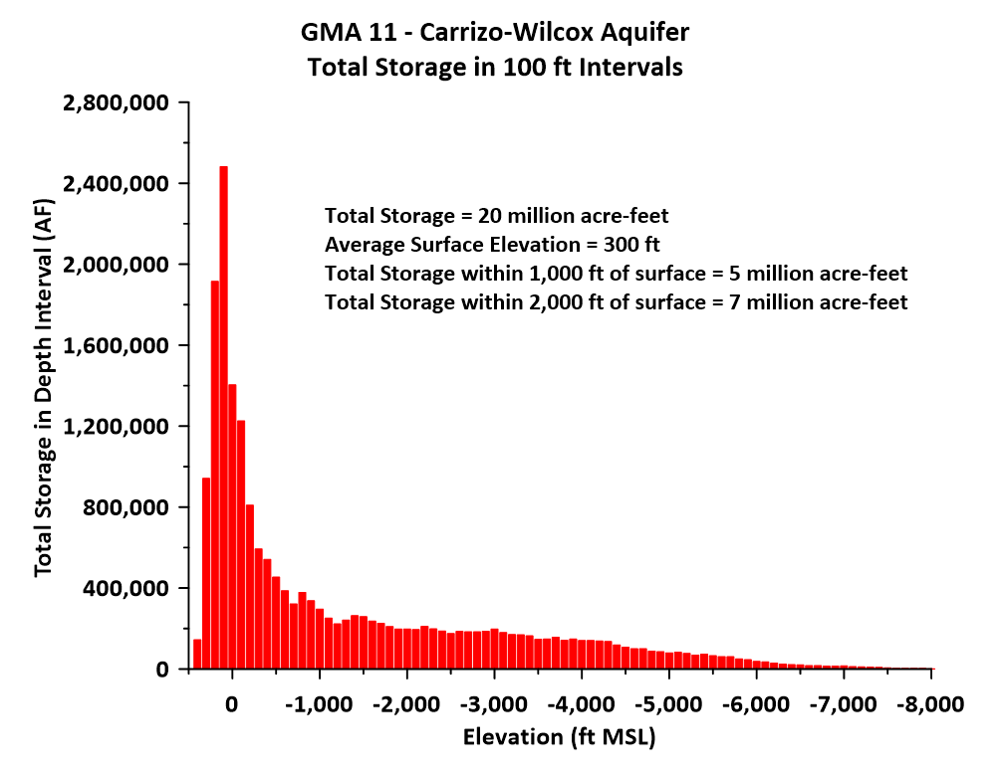 GMA 11 - Carrizo-Wilcox Aquifer
Total Storage in 100 ft Intervals
Total Storage in Depth Interval (AF)
2,800,000
2,400,000
2,000,000
1,600,000
1,200,000
800,000
400,000
0
Total Storage = 20 million acre-feet
Average Surface Elevation = 300 ft
Total Storage within 1,000 ft of surface = 5 million acre-feet
Total Storage within 2,000 ft of surface = 7 million acre-feet
0 -1,000 -2,000 -3,000 -4,000 -5,000 -6,000 -7,000 -8,000
Elevation (ft MSL)